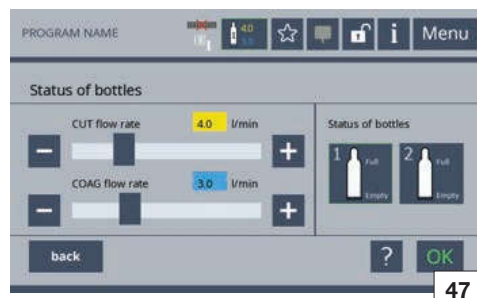 PROGRAM NAME
4.0
3.0
i
Menu
Status of bottles
CUT flow rate 4.0 l/min
− +
COAG flow rate 3.0 l/min
− +
Status of bottles
1 Full Empty
2 Full Empty
back
?
OK
47